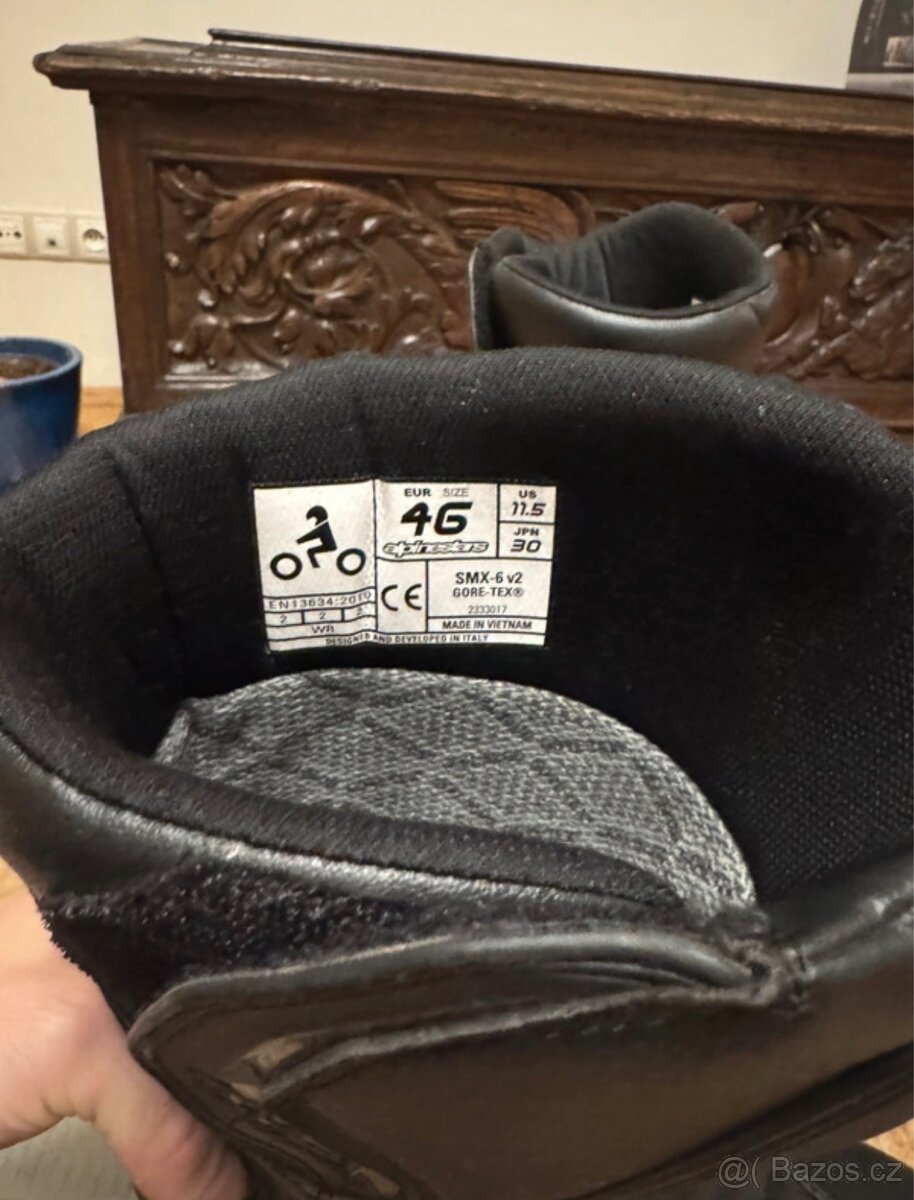 EUR SIZE
46
alpinestars
US
11.5
JPN
30
EN13634:2010
2 2 2
WR
CE
SMX-6 v2
GORE-TEX®
2333017
MADE IN VIETNAM
DESIGNED AND DEVELOPED IN ITALY
@( Bazos.cz